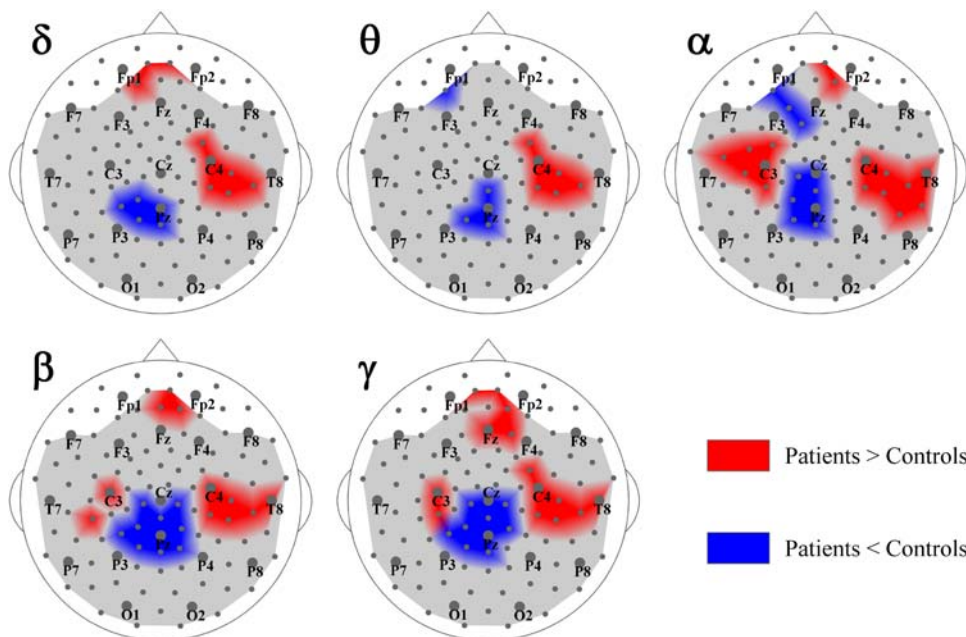 δ θ α
Fp1 Fp2 Fp1 Fp2 Fp1 Fp2
F7 F3 Fz F4 F8 F7 F3 Fz F4 F8 F7 F3 Fz F4 F8
T7 C3 Cz C4 T8 T7 C3 Cz C4 T8 T7 C3 Cz C4 T8
P7 P3 Pz P4 P8 P7 P3 Pz P4 P8 P7 P3 Pz P4 P8
O1 O2 O1 O2 O1 O2
β γ
Fp1 Fp2 Fp1 Fp2
F7 F3 Fz F4 F8 F7 F3 Fz F4 F8
T7 C3 Cz C4 T8 T7 C3 Cz C4 T8
P7 P3 Pz P4 P8 P7 P3 Pz P4 P8
O1 O2 O1 O2
Patients > Controls
Patients < Controls